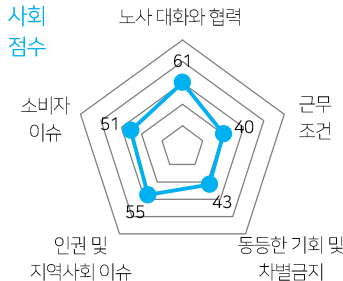 사회
점수
노사 대화와 협력
61
소비자
이슈
51
40
근무
조건
55
43
인권 및
지역사회 이슈
동등한 기회 및
차별금지